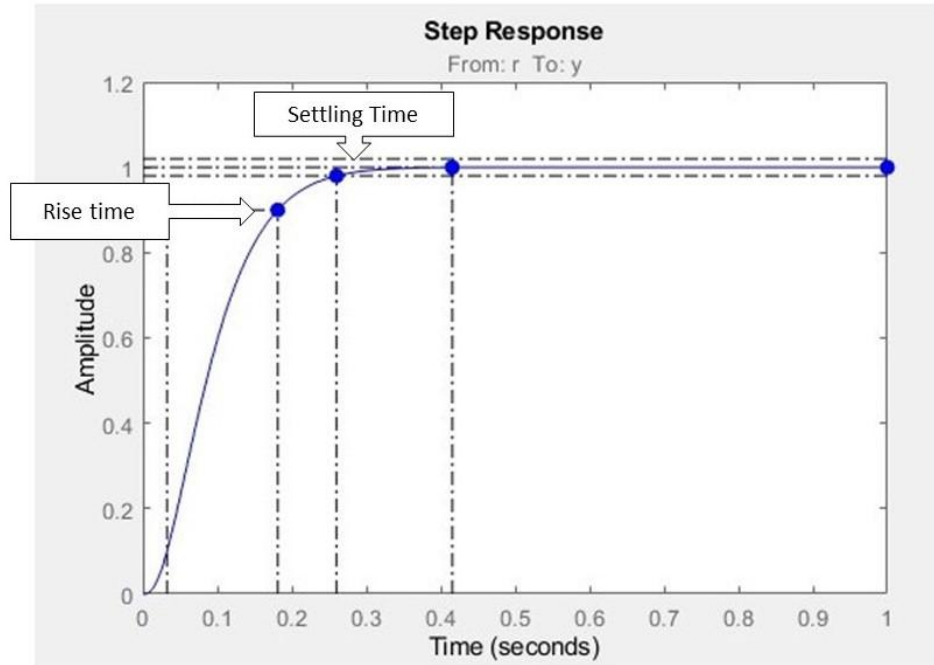 Step Response
From: r To: y
1.2
Settling Time
1
Rise time
0.8
0.6
0.4
0.2
0
Amplitude
0 0.1 0.2 0.3 0.4 0.5 0.6 0.7 0.8 0.9 1
Time (seconds)